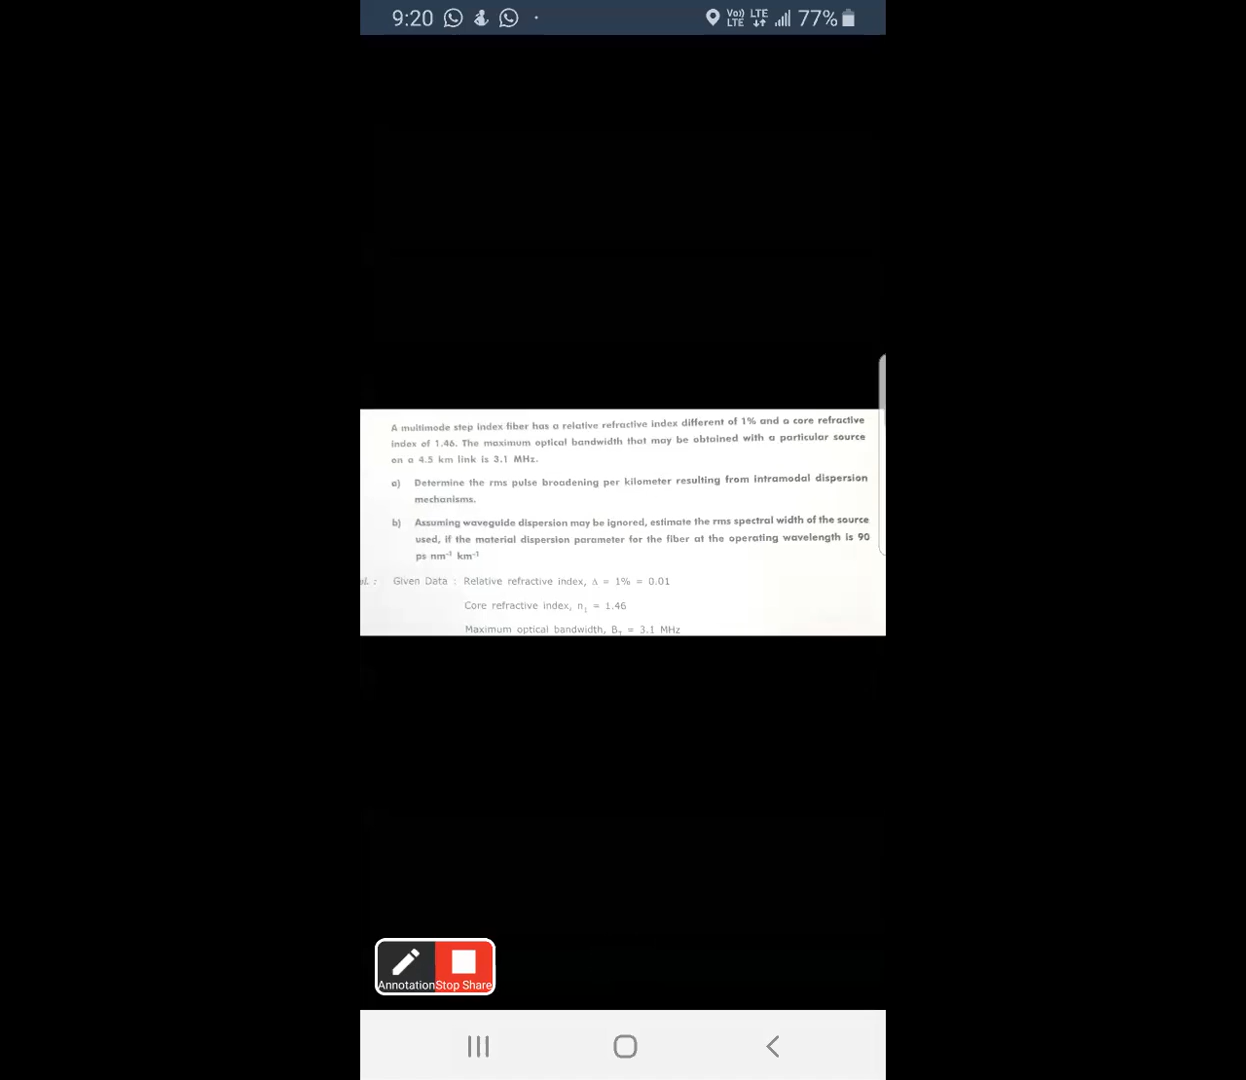 9:20 Vo)) LTE LTE 77%
A multimode step index fiber has a relative refractive index different of 1% and a core refractive
index of 1.46. The maximum optical bandwidth that may be obtained with a particular source
on a 4.5 km link is 3.1 MHz.
a) Determine the rms pulse broadening per kilometer resulting from intramodal dispersion
mechanisms.
b) Assuming waveguide dispersion may be ignored, estimate the rms spectral width of the source
used, if the material dispersion parameter for the fiber at the operating wavelength is 90
ps nm⁻¹ km⁻¹
Given Data : Relative refractive index, Δ = 1% = 0.01
Core refractive index, n₁ = 1.46
Maximum optical bandwidth, B_T = 3.1 MHz
Annotation Stop Share